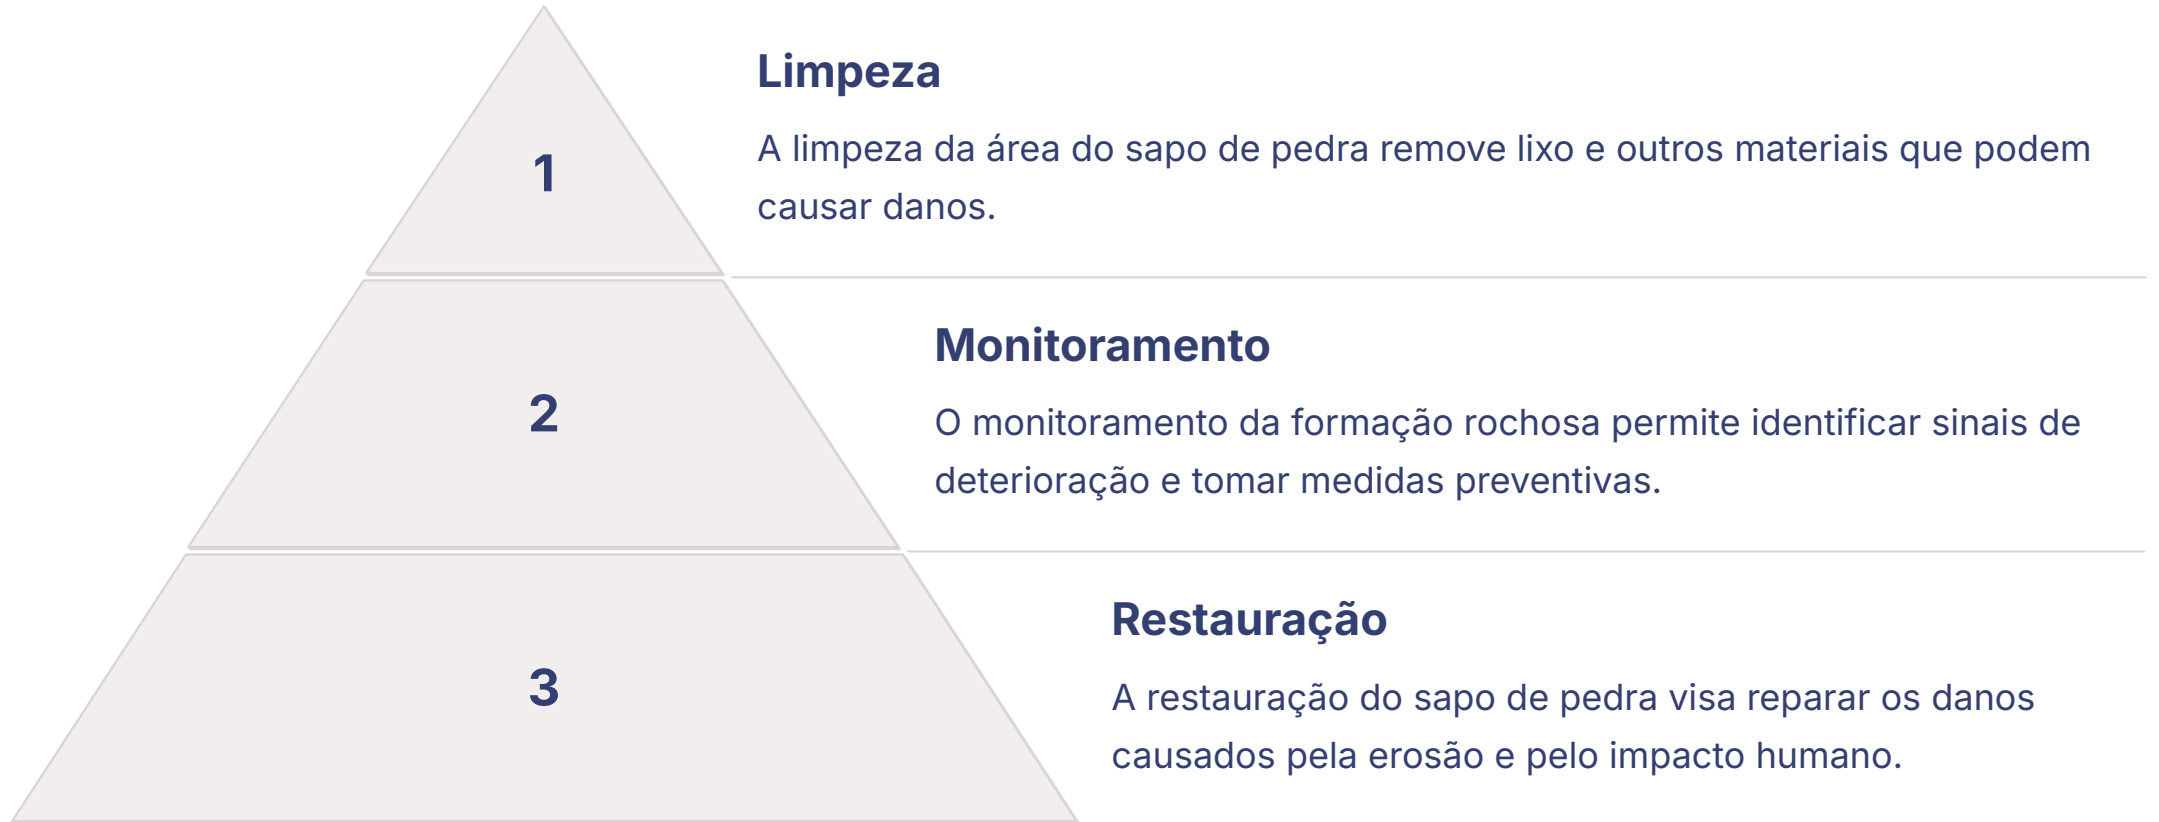 1
Limpeza
A limpeza da área do sapo de pedra remove lixo e outros materiais que podem
causar danos.
2
Monitoramento
O monitoramento da formação rochosa permite identificar sinais de
deterioração e tomar medidas preventivas.
3
Restauração
A restauração do sapo de pedra visa reparar os danos
causados pela erosão e pelo impacto humano.